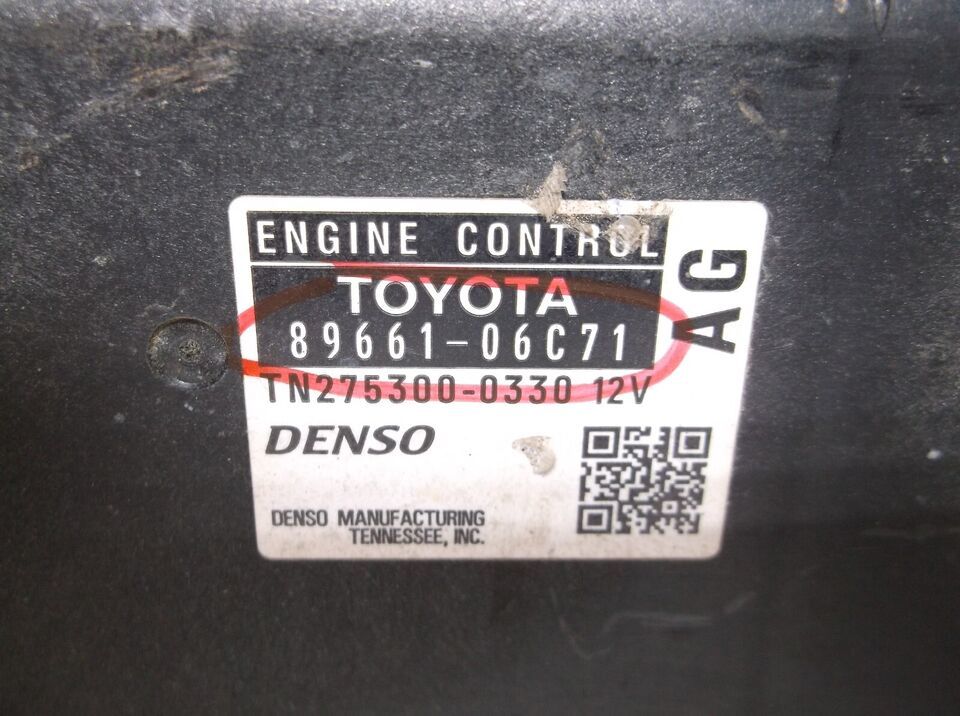 ENGINE CONTROL
TOYOTA
89661-06C71
TN275300-0330 12V
DENSO
DENSO MANUFACTURING
TENNESSEE, INC.
AG